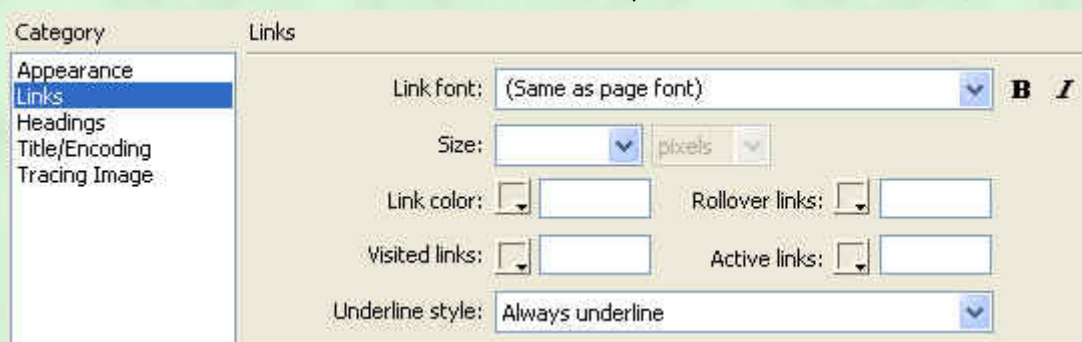 Category
Links
Appearance
Links
Headings
Title/Encoding
Tracing Image
Link font: (Same as page font) B I
Size: pixels
Link color: Rollover links:
Visited links: Active links:
Underline style: Always underline